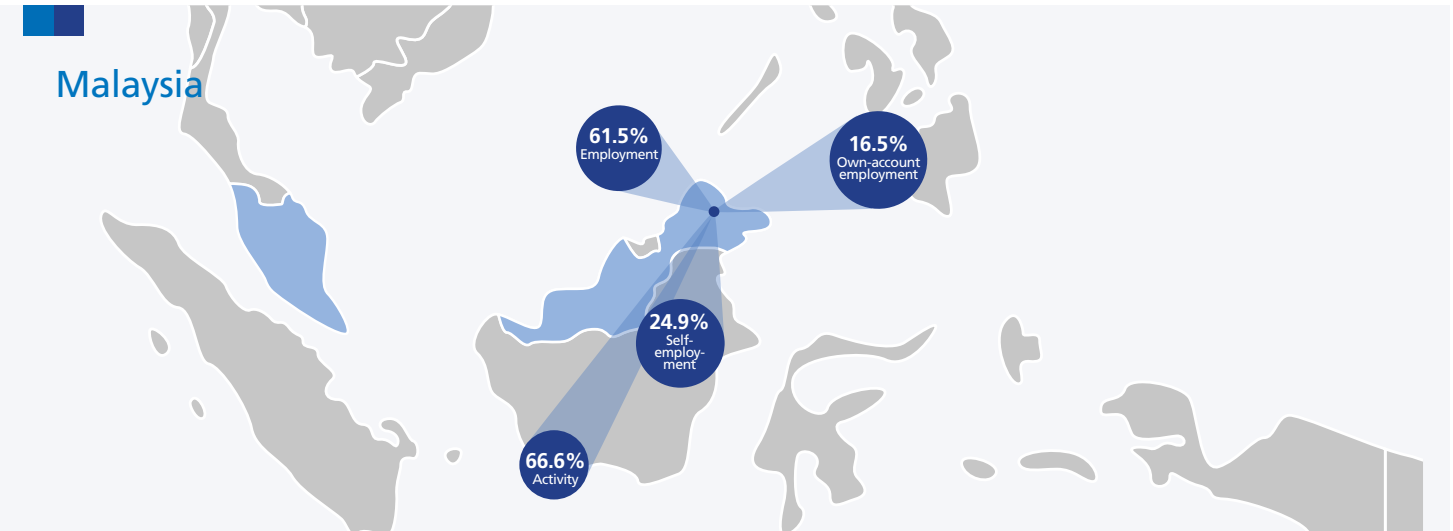 Malaysia
61.5%
Employment
16.5%
Own-account
employment
24.9%
Self-
employ-
ment
66.6%
Activity